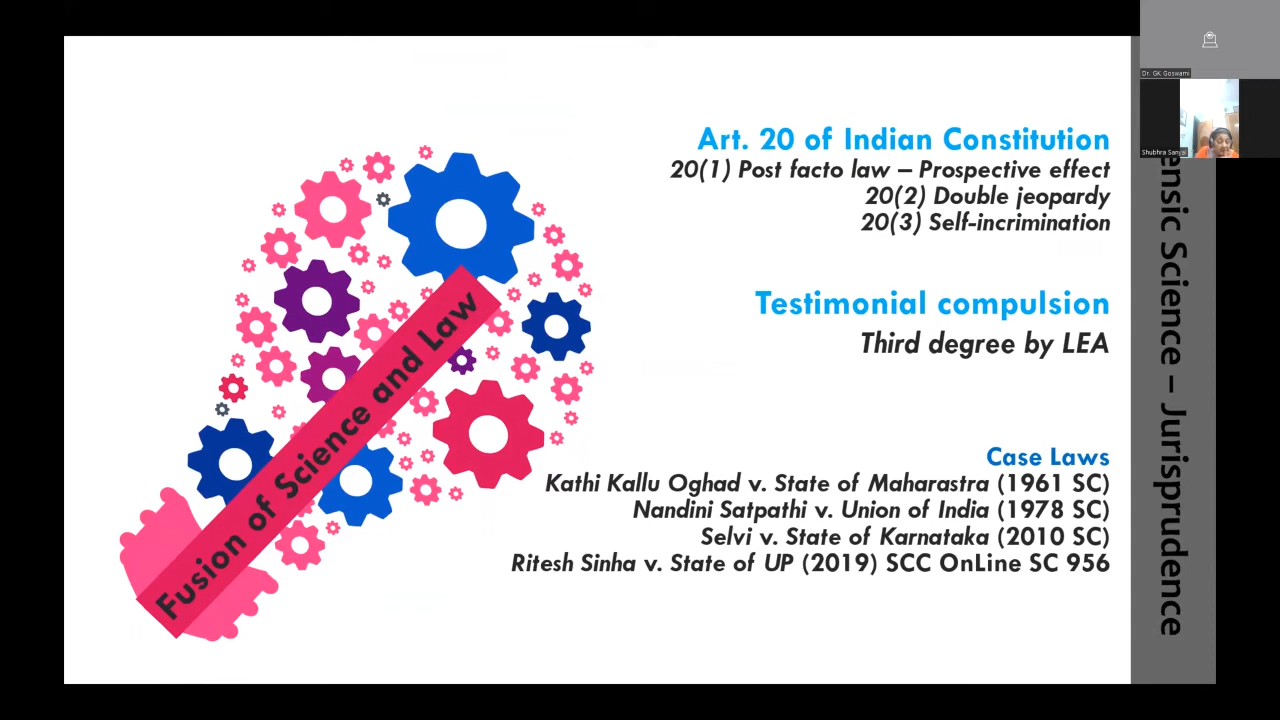 Art. 20 of Indian Constitution
20(1) Post facto law – Prospective effect
20(2) Double jeopardy
20(3) Self-incrimination
Testimonial compulsion
Third degree by LEA
Case Laws
Kathi Kallu Oghad v. State of Maharastra (1961 SC)
Nandini Satpathi v. Union of India (1978 SC)
Selvi v. State of Karnataka (2010 SC)
Ritesh Sinha v. State of UP (2019) SCC OnLine SC 956
Fusion of Science and Law
ensic Science – Jurisprudence
Dr. GK Goswami
Shubhra Sanyal